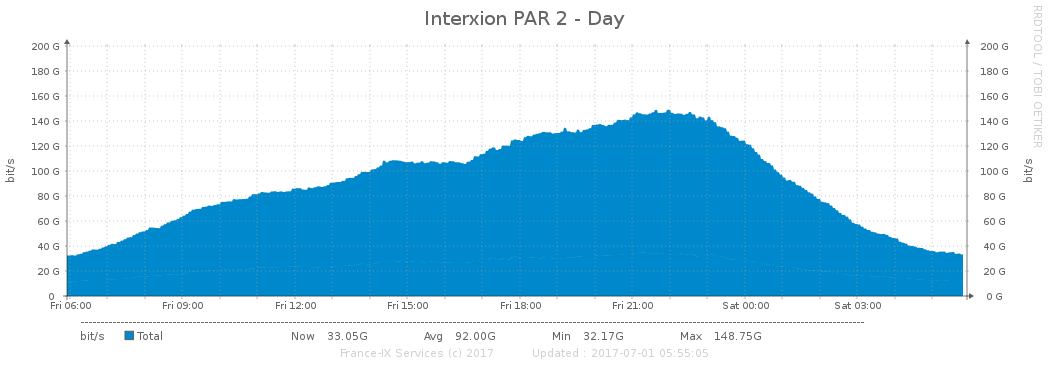 Interxion PAR 2 - Day
RRDTOOL / TOBI OETIKER
200 G 200 G
180 G 180 G
160 G 160 G
140 G 140 G
120 G 120 G
100 G 100 G
80 G 80 G
60 G 60 G
40 G 40 G
20 G 20 G
0 0 G
bit/s bit/s
Fri 06:00 Fri 09:00 Fri 12:00 Fri 15:00 Fri 18:00 Fri 21:00 Sat 00:00 Sat 03:00
bit/s Total Now 33.05G Avg 92.00G Min 32.17G Max 148.75G
France-IX Services (c) 2017 Updated : 2017-07-01 05:55:05